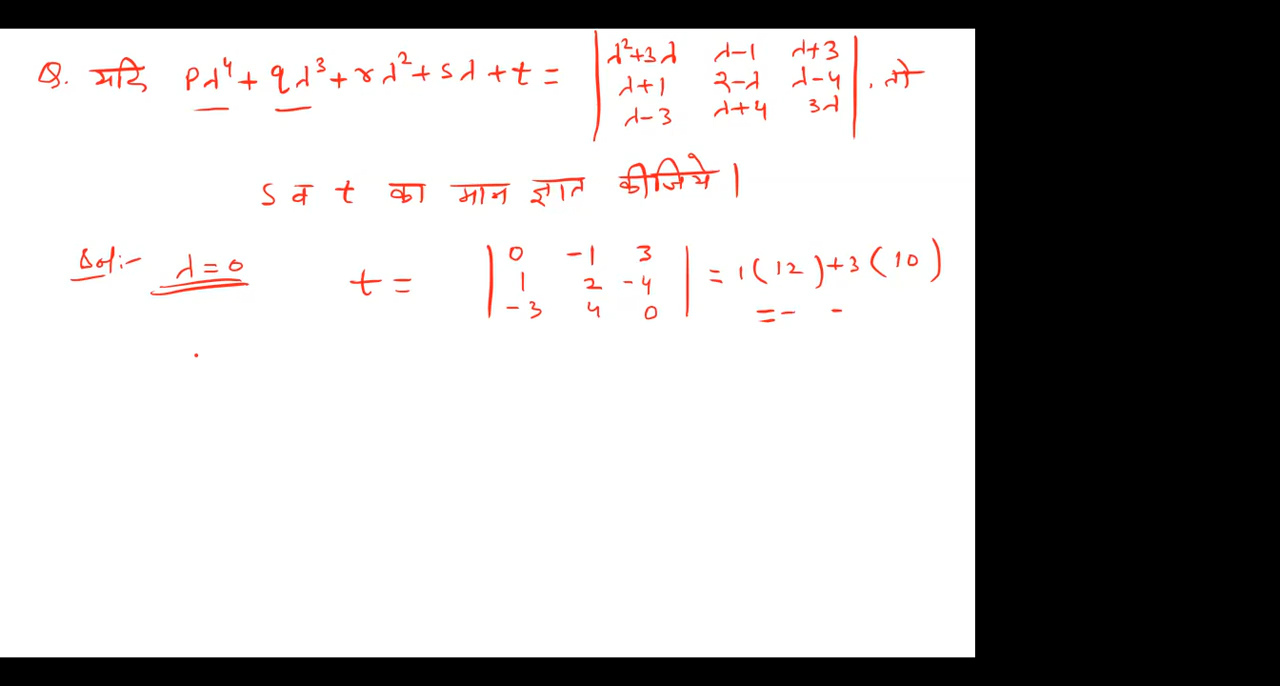 Q. यदि pλ⁴ + qλ³ + rλ² + sλ + t = | λ²+3λ λ-1 λ+3 | . तो
| λ+1 2-λ λ-4 |
| λ-3 λ+4 3λ |
s व t का मान ज्ञात कीजिये |
Sol:- λ = 0 t = | 0 -1 3 | = 1(12) + 3(10)
| 1 2 -4 |
| -3 4 0 | = - -